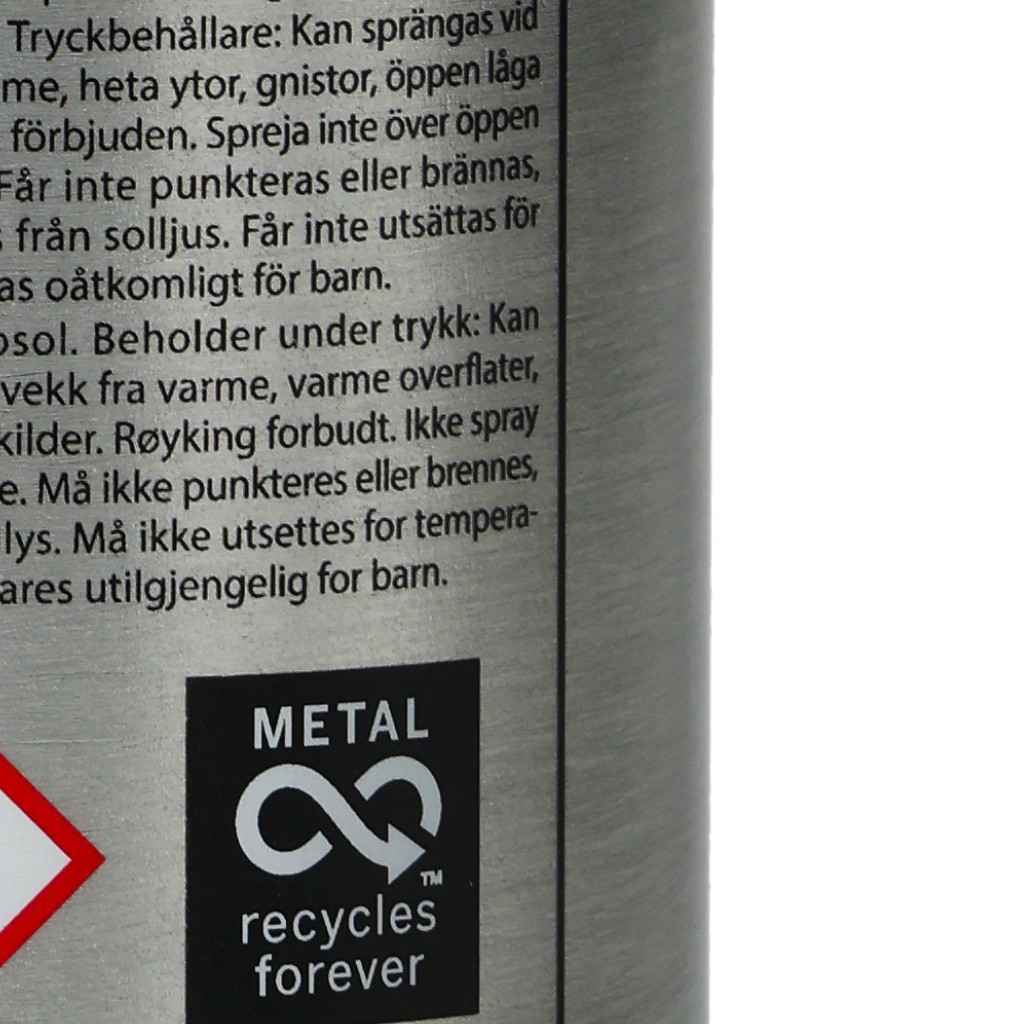 Tryckbehållare: Kan sprängas vid
me, heta ytor, gnistor, öppen låga
förbjuden. Spreja inte över öppen
Får inte punkteras eller brännas,
från solljus. Får inte utsättas för
as oåtkomligt för barn.
osol. Beholder under trykk: Kan
vekk fra varme, varme overflater,
kilder. Røyking forbudt. Ikke spray
e. Må ikke punkteres eller brennes,
lys. Må ikke utsettes for tempera-
ares utilgjengelig for barn.
METAL
TM
recycles
forever